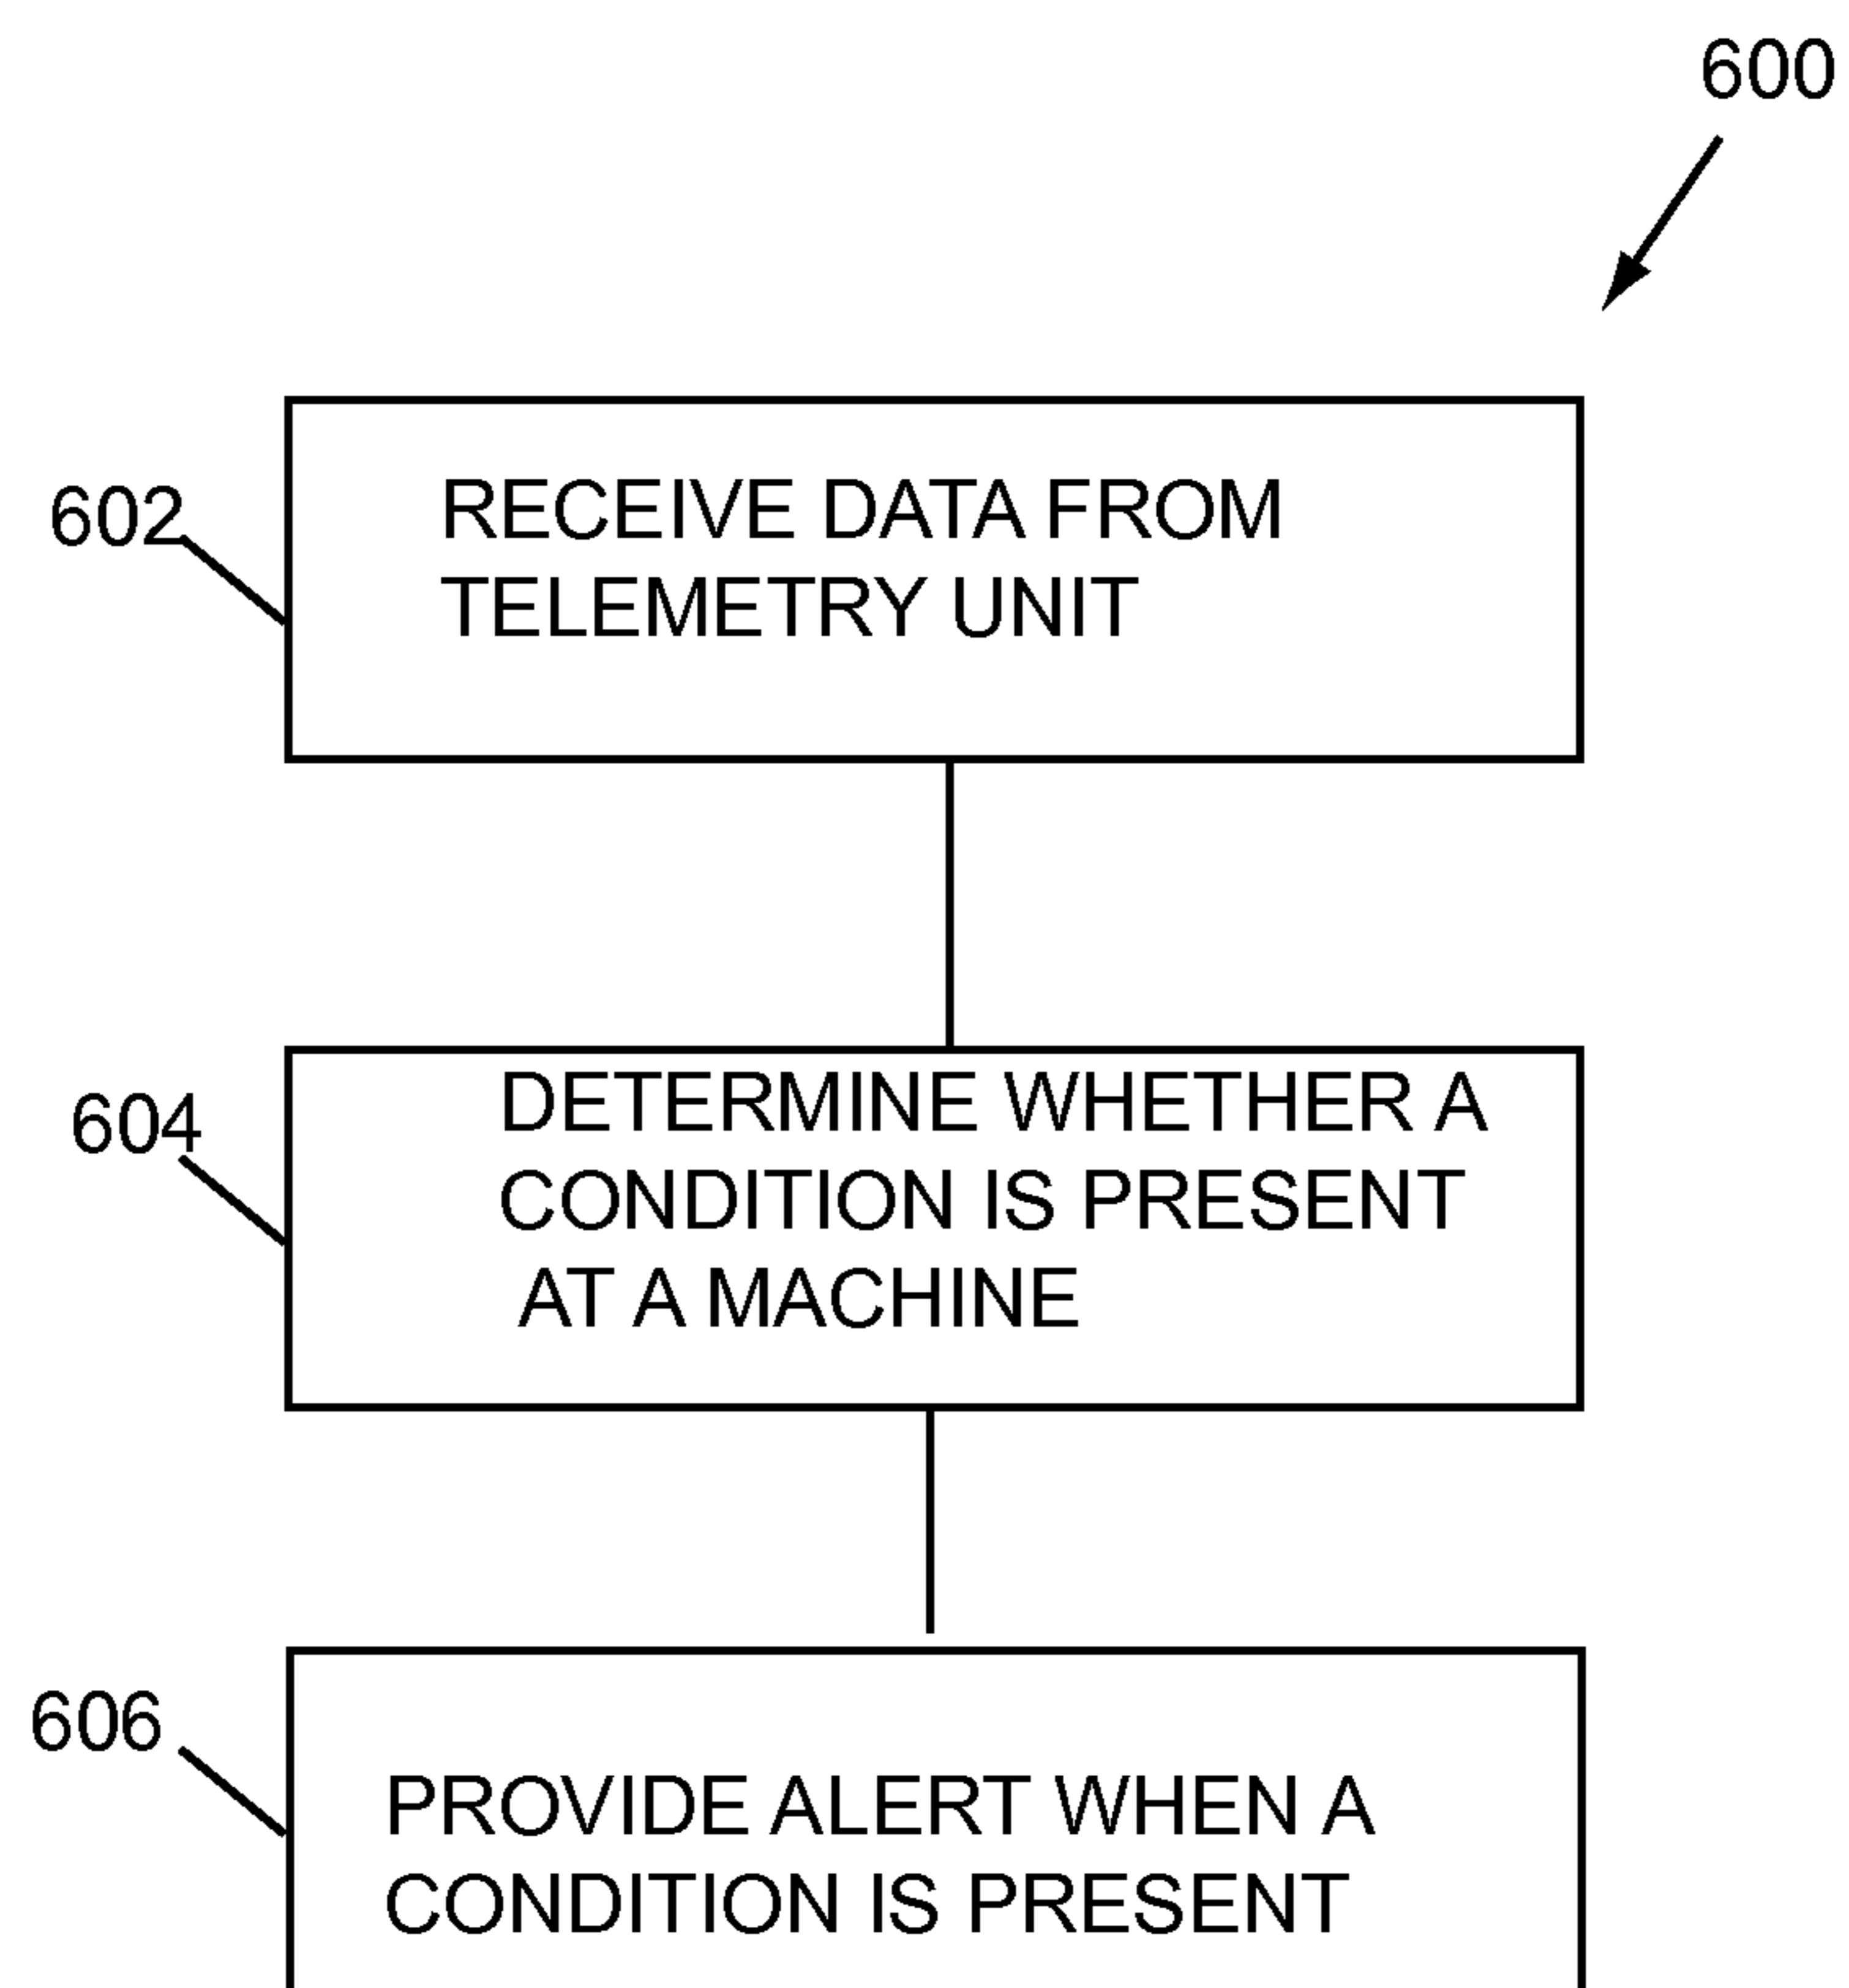 600
602
RECEIVE DATA FROM
TELEMETRY UNIT
604
DETERMINE WHETHER A
CONDITION IS PRESENT
AT A MACHINE
606
PROVIDE ALERT WHEN A
CONDITION IS PRESENT